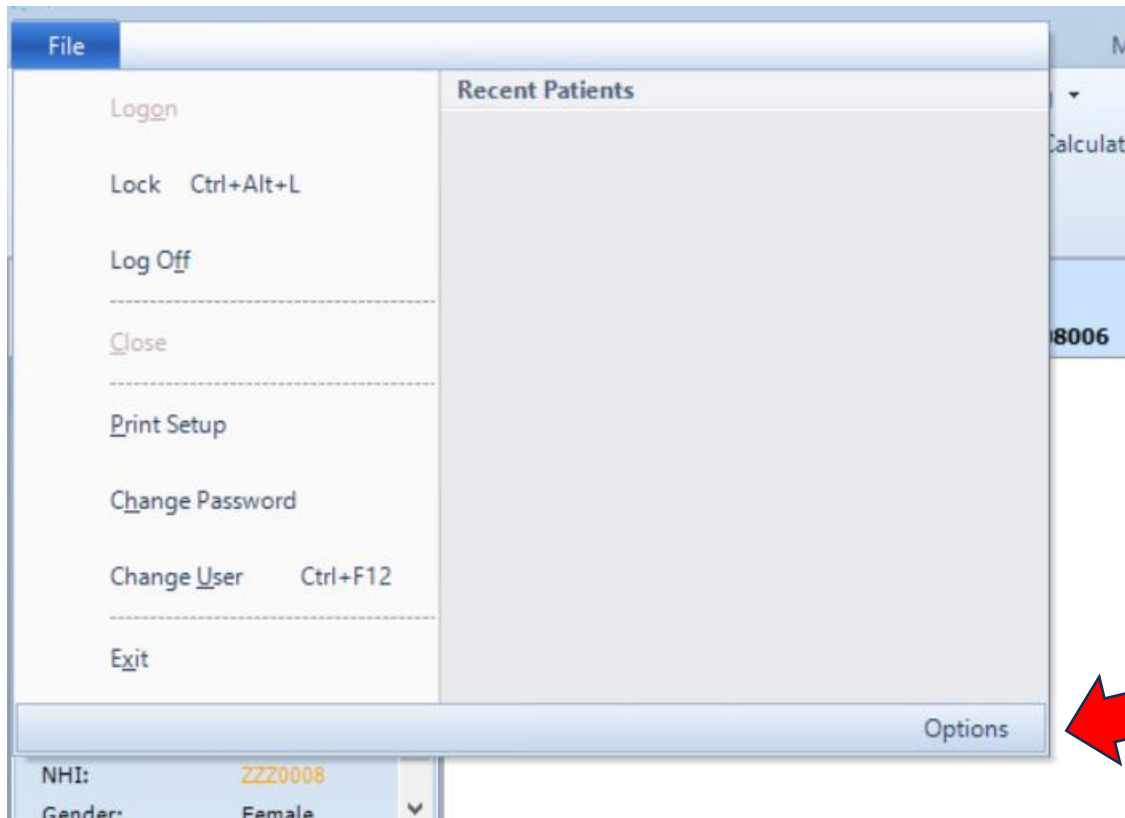 File
Recent Patients
Logon
Lock Ctrl+Alt+L
Log Off
Close
Print Setup
Change Password
Change User Ctrl+F12
Exit
Options
8006
NHI: ZZZ0008
Gender: Female